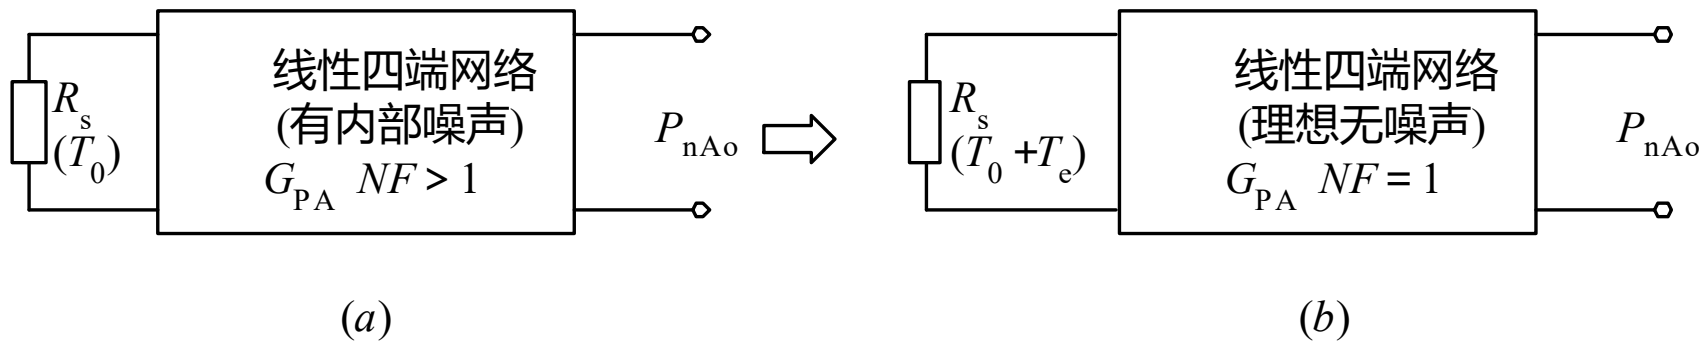 线性四端网络
(有内部噪声)
G_PA NF > 1
R_s
(T_0)
P_nAo
(a)
线性四端网络
(理想无噪声)
G_PA NF = 1
R_s
(T_0 +T_e)
P_nAo
(b)